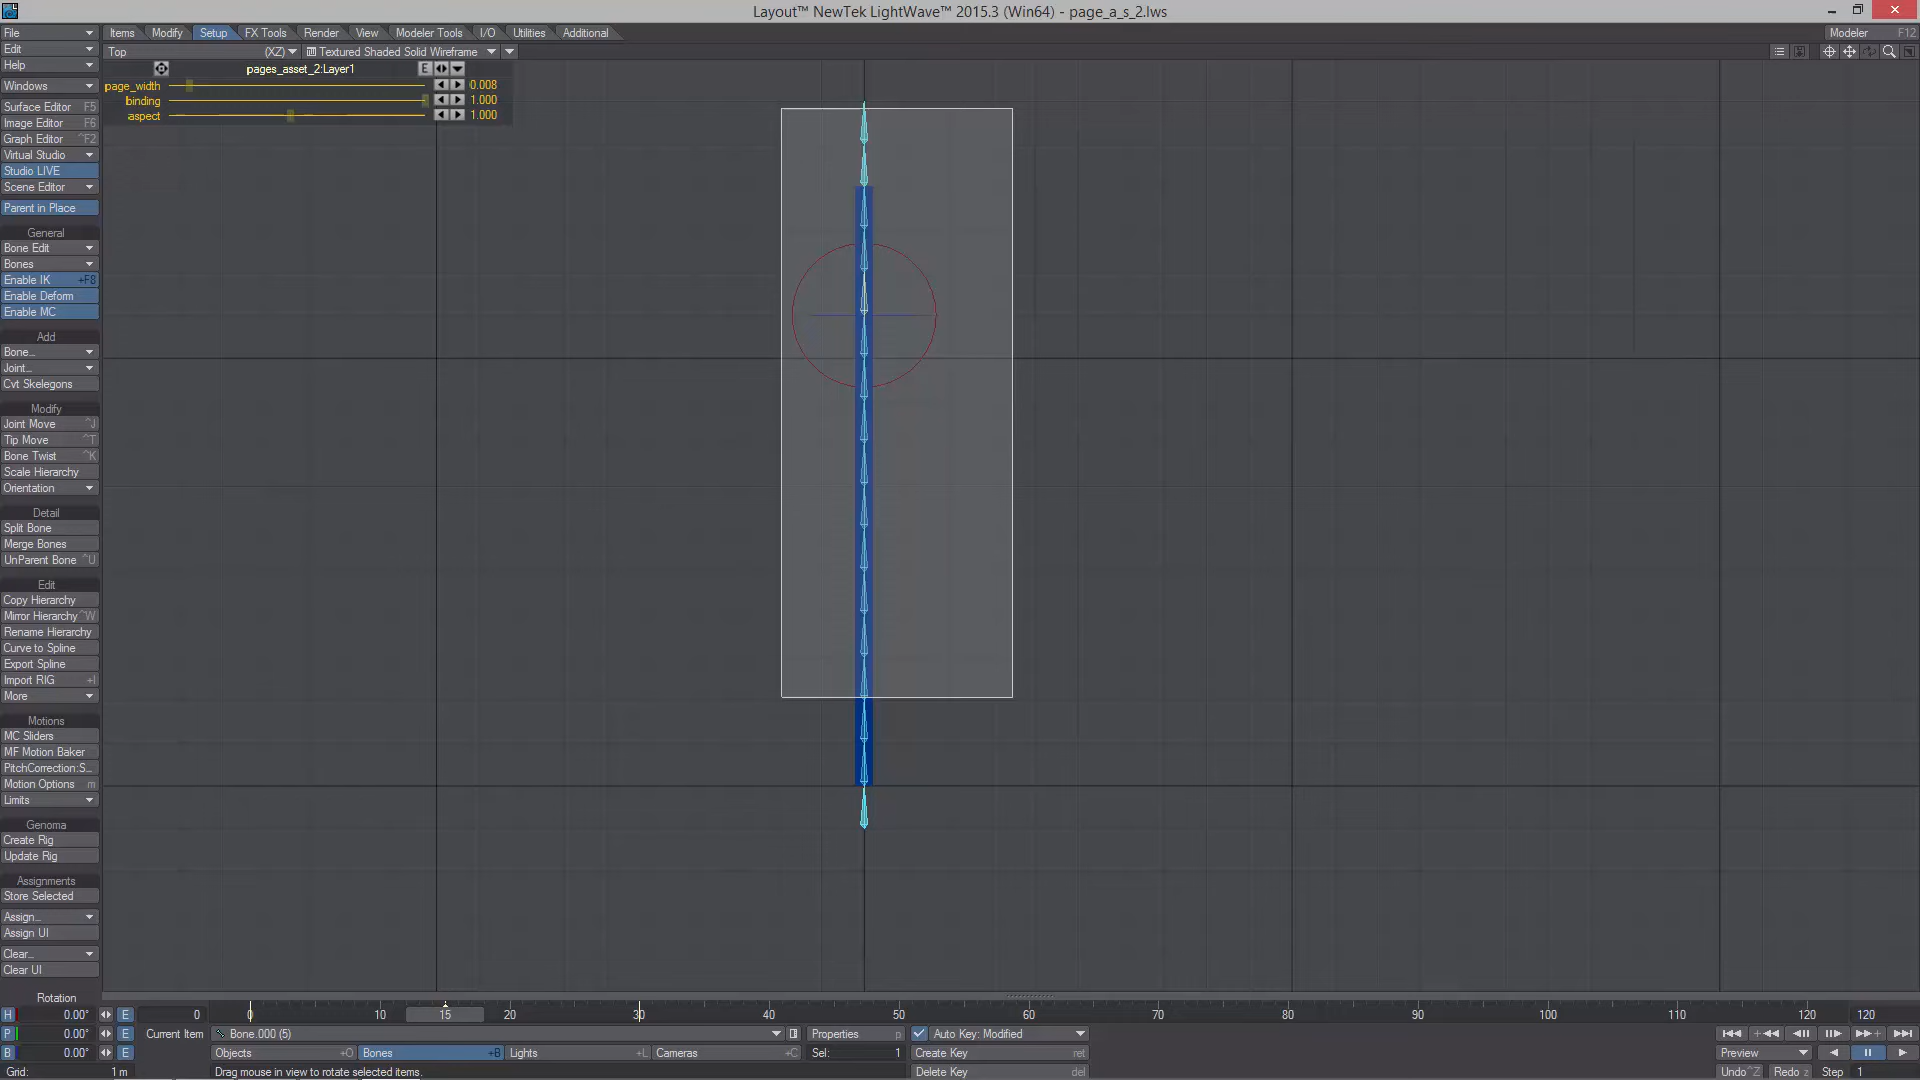 Layout™ NewTek LightWave™ 2015.3 (Win64) - page_a_s_2.lws
File
Items Modify Setup FX Tools Render View Modeler Tools I/O Utilities Additional
Modeler F12
Edit
Top (XZ) Textured Shaded Solid Wireframe
Help
pages_asset_2:Layer1 E
Windows
page_width 0.008
binding 1.000
aspect 1.000
Surface Editor F5
Image Editor F6
Graph Editor ^F2
Virtual Studio
Studio LIVE
Scene Editor
Parent in Place
General
Bone Edit
Bones
Enable IK +F8
Enable Deform
Enable MC
Add
Bone...
Joint...
Cvt Skelegons
Modify
Joint Move ^J
Tip Move ^T
Bone Twist ^K
Scale Hierarchy
Orientation
Detail
Split Bone
Merge Bones
UnParent Bone ^U
Edit
Copy Hierarchy
Mirror Hierarchy ^W
Rename Hierarchy
Curve to Spline
Export Spline
Import RIG +I
More
Motions
MC Sliders
MF Motion Baker
PitchCorrection:S...
Motion Options m
Limits
Genoma
Create Rig
Update Rig
Assignments
Store Selected
Assign...
Assign UI
Clear...
Clear UI
Rotation
H 0.00° E 0 0 10 15 20 30 40 50 60 70 80 90 100 110 120 120
P 0.00° E Current Item Bone.000 (5) Properties p Auto Key: Modified
B 0.00° E Objects +O Bones +B Lights +L Cameras +C Sel: 1 Create Key ret Preview
Grid: 1 m Drag mouse in view to rotate selected items. Delete Key del Undo ^Z Redo z Step 1